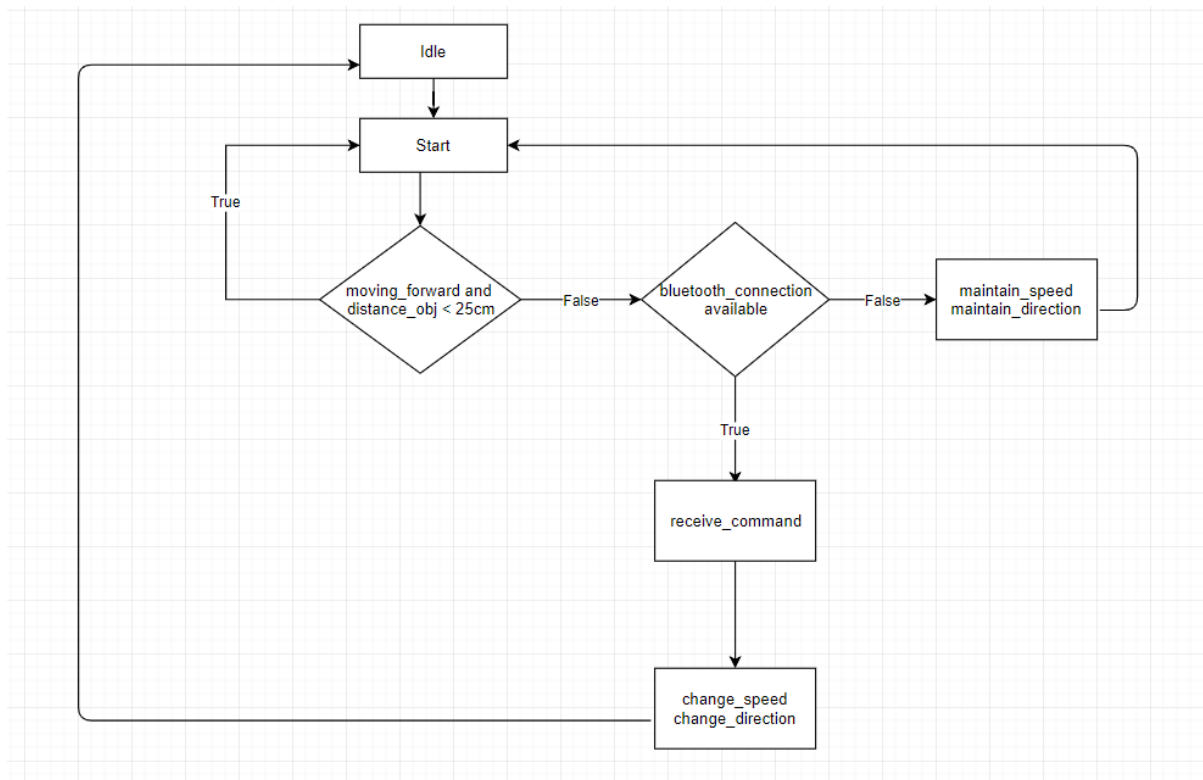 Idle
Start
True
moving_forward and
distance_obj < 25cm
False
bluetooth_connection
available
False
maintain_speed
maintain_direction
True
receive_command
change_speed
change_direction